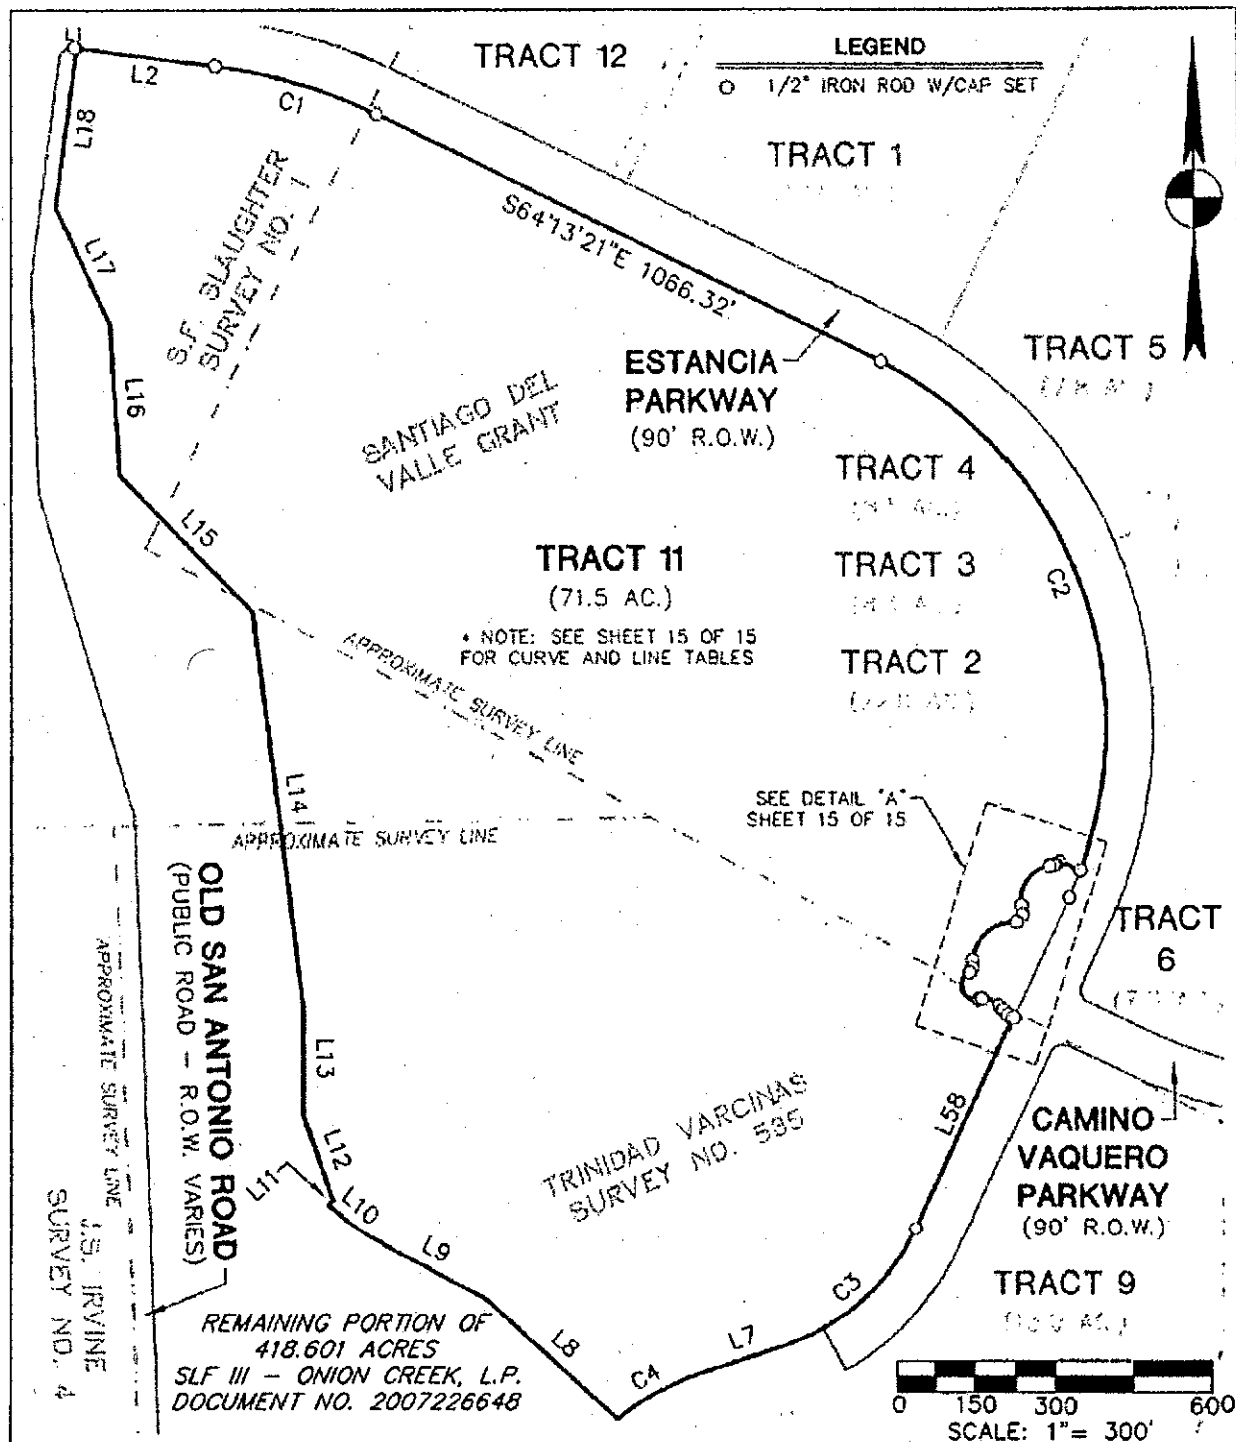 L1
TRACT 12
LEGEND
1/2" IRON ROD W/CAP SET
L2
C1
L18
TRACT 1
S.F. SLAUGHTER
SURVEY NO. 1
S64°13'21"E 1066.32'
L17
ESTANCIA
PARKWAY
(90' R.O.W.)
TRACT 5
L16
SANTIAGO DEL
VALLE GRANT
TRACT 4
L15
TRACT 11
(71.5 AC.)
TRACT 3
C2
* NOTE: SEE SHEET 15 OF 15
FOR CURVE AND LINE TABLES
TRACT 2
APPROXIMATE SURVEY LINE
L14
SEE DETAIL "A"
SHEET 15 OF 15
APPROXIMATE SURVEY LINE
OLD SAN ANTONIO ROAD
(PUBLIC ROAD - R.O.W. VARIES)
APPROXIMATE SURVEY LINE
TRACT
6
L13
L58
CAMINO
VAQUERO
PARKWAY
(90' R.O.W.)
TRINIDAD VARCINAS
SURVEY NO. 535
L12
L11
L10
L9
J.S. IRVINE
SURVEY NO. 4
TRACT 9
C3
L8
L7
C4
REMAINING PORTION OF
418.601 ACRES
SLF III - ONION CREEK, L.P.
DOCUMENT NO. 2007226648
0 150 300 600
SCALE: 1"= 300'